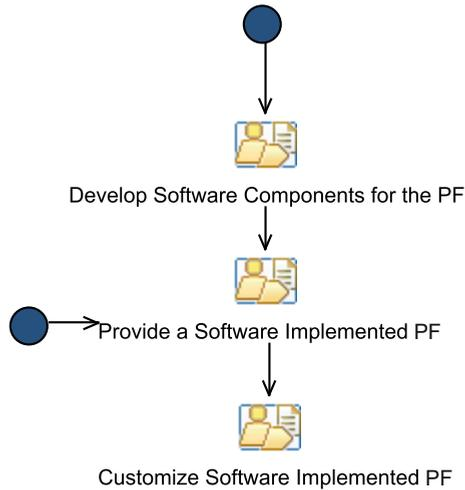 Develop Software Components for the PF
Provide a Software Implemented PF
Customize Software Implemented PF